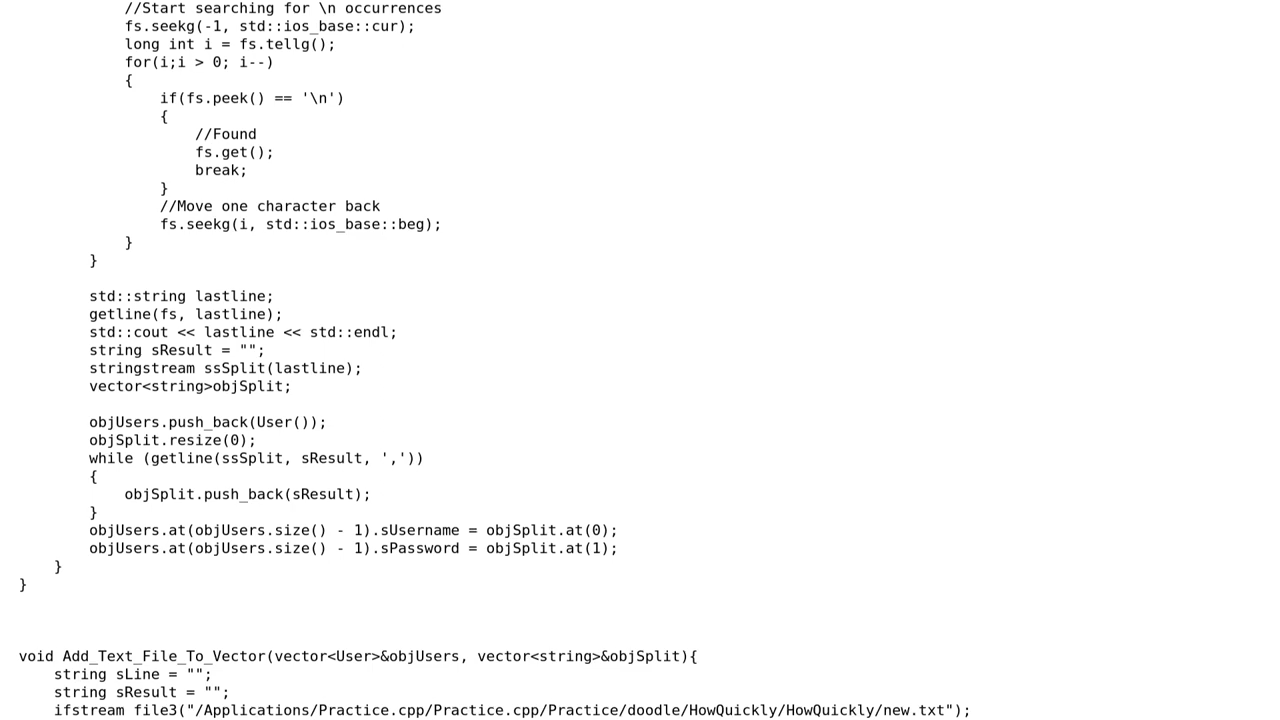 //Start searching for \n occurrences
fs.seekg(-1, std::ios_base::cur);
long int i = fs.tellg();
for(i;i > 0; i--)
{
if(fs.peek() == '\n')
{
//Found
fs.get();
break;
}
//Move one character back
fs.seekg(i, std::ios_base::beg);
}
}
std::string lastline;
getline(fs, lastline);
std::cout << lastline << std::endl;
string sResult = "";
stringstream ssSplit(lastline);
vector<string>objSplit;
objUsers.push_back(User());
objSplit.resize(0);
while (getline(ssSplit, sResult, ','))
{
objSplit.push_back(sResult);
}
objUsers.at(objUsers.size() - 1).sUsername = objSplit.at(0);
objUsers.at(objUsers.size() - 1).sPassword = objSplit.at(1);
}
}
void Add_Text_File_To_Vector(vector<User>&objUsers, vector<string>&objSplit){
string sLine = "";
string sResult = "";
ifstream file3("/Applications/Practice.cpp/Practice.cpp/Practice/doodle/HowQuickly/HowQuickly/new.txt");